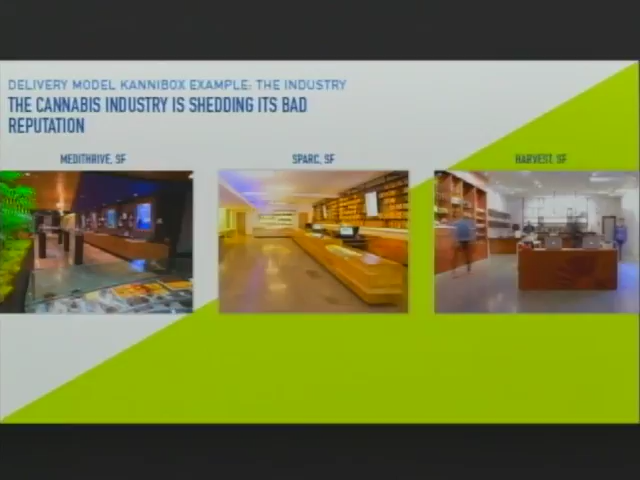 DELIVERY MODEL KANNIBOX EXAMPLE: THE INDUSTRY
THE CANNABIS INDUSTRY IS SHEDDING ITS BAD
REPUTATION
MEDITHRIVE, SF
SPARC, SF
HARVEST, SF